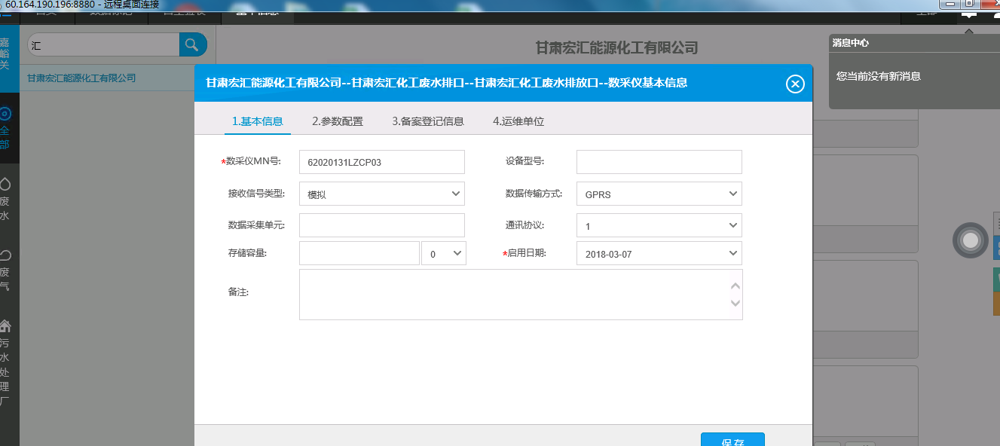 60.164.190.196:8880 - 远程桌面连接
基本信息
嘉峪关
汇
甘肃宏汇能源化工有限公司
消息中心
您当前没有新消息
甘肃宏汇能源化工有限公司
甘肃宏汇能源化工有限公司--甘肃宏汇化工废水排口--甘肃宏汇化工废水排放口--数采仪基本信息
全部
废水
废气
污水处理厂
1.基本信息 2.参数配置 3.备案登记信息 4.运维单位
*数采仪MN号: 62020131LZCP03 设备型号:
接收信号类型: 模拟 数据传输方式: GPRS
数据采集单元: 通讯协议: 1
存储容量: 0 *启用日期: 2018-03-07
备注:
保存